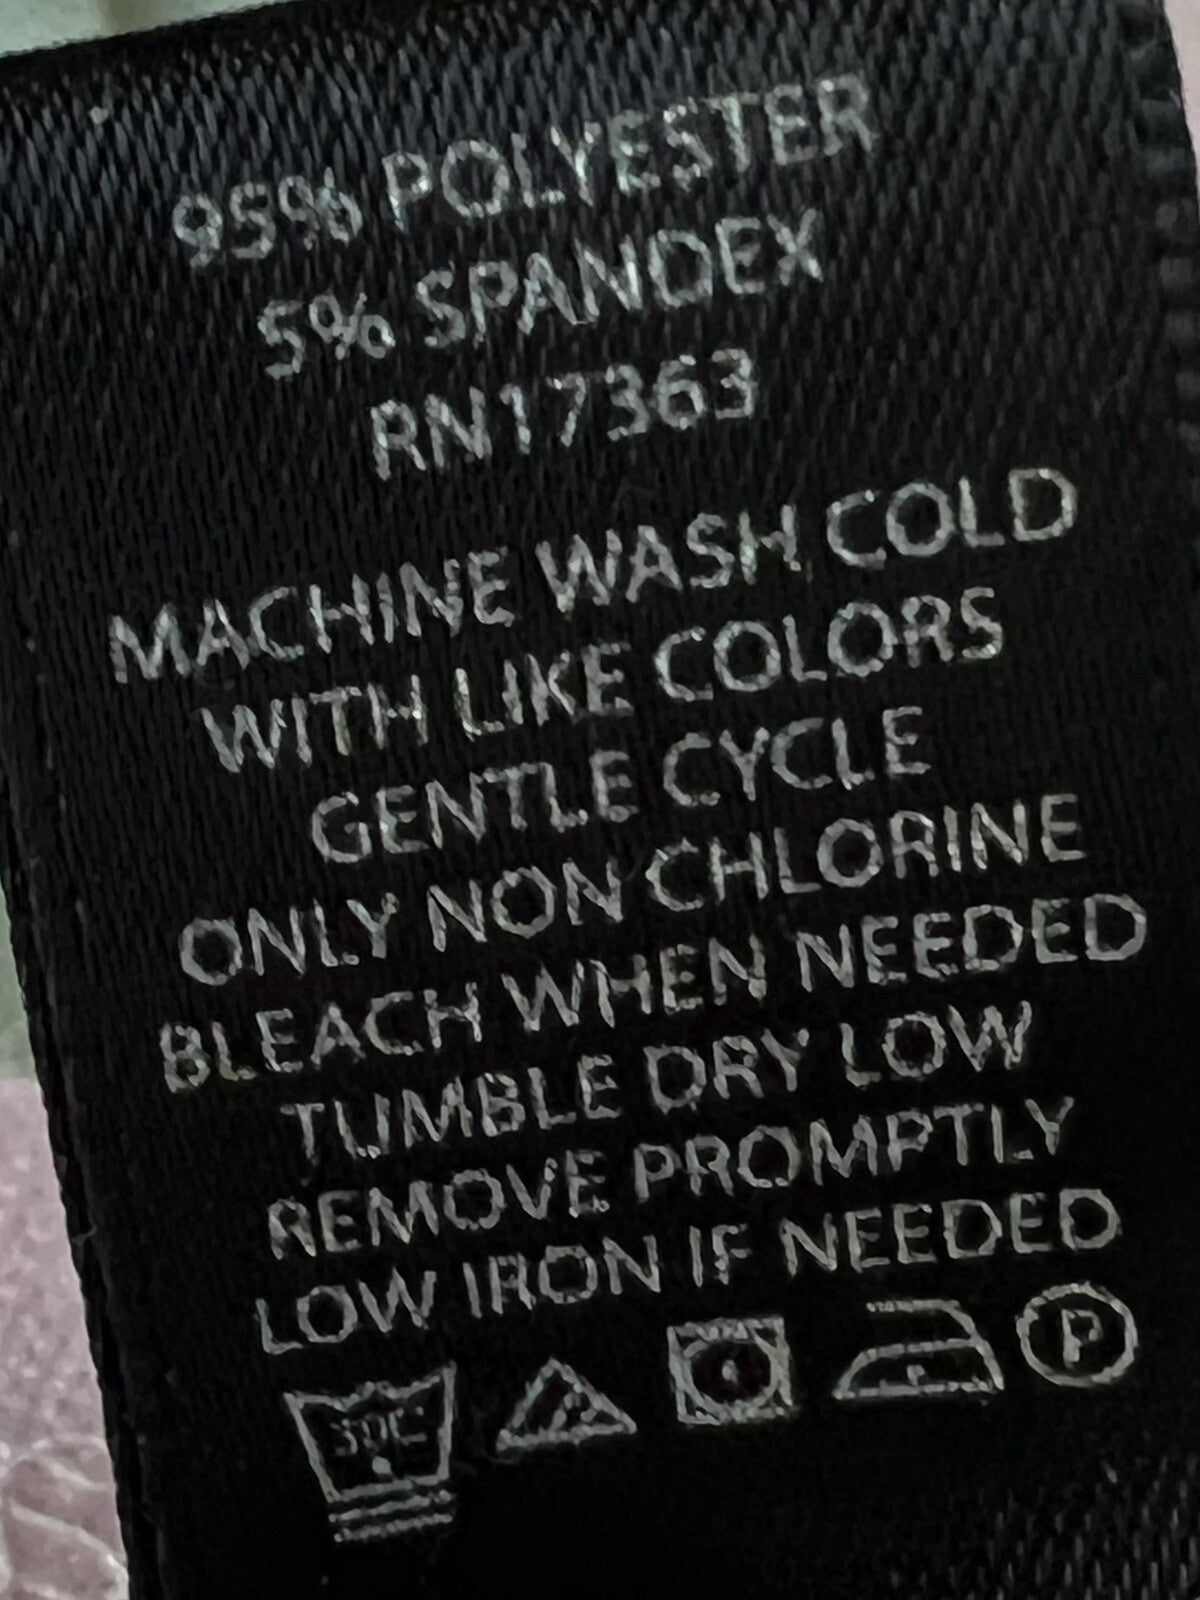 95% POLYESTER
5% SPANDEX
RN17363
MACHINE WASH COLD
WITH LIKE COLORS
GENTLE CYCLE
ONLY NON CHLORINE
BLEACH WHEN NEEDED
TUMBLE DRY LOW
REMOVE PROMPTLY
LOW IRON IF NEEDED
30C P